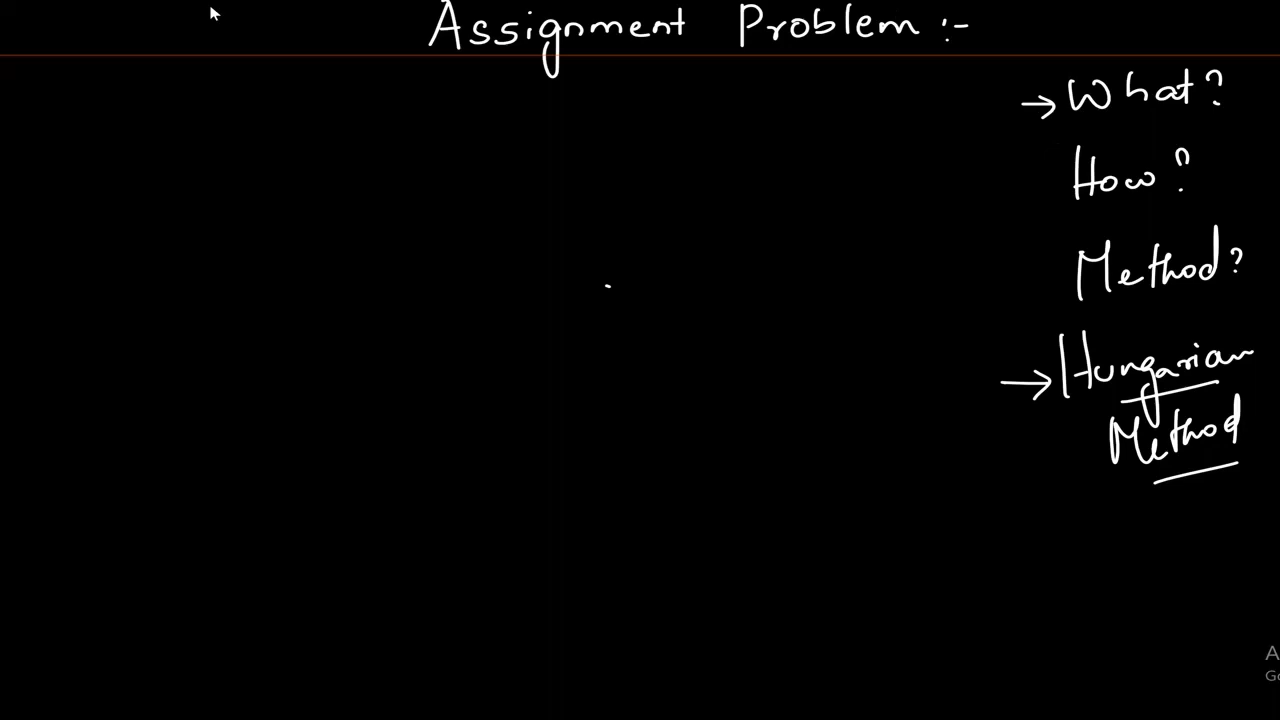 Assignment Problem :-
→ What?
How?
Method?
→ Hungarian
Method